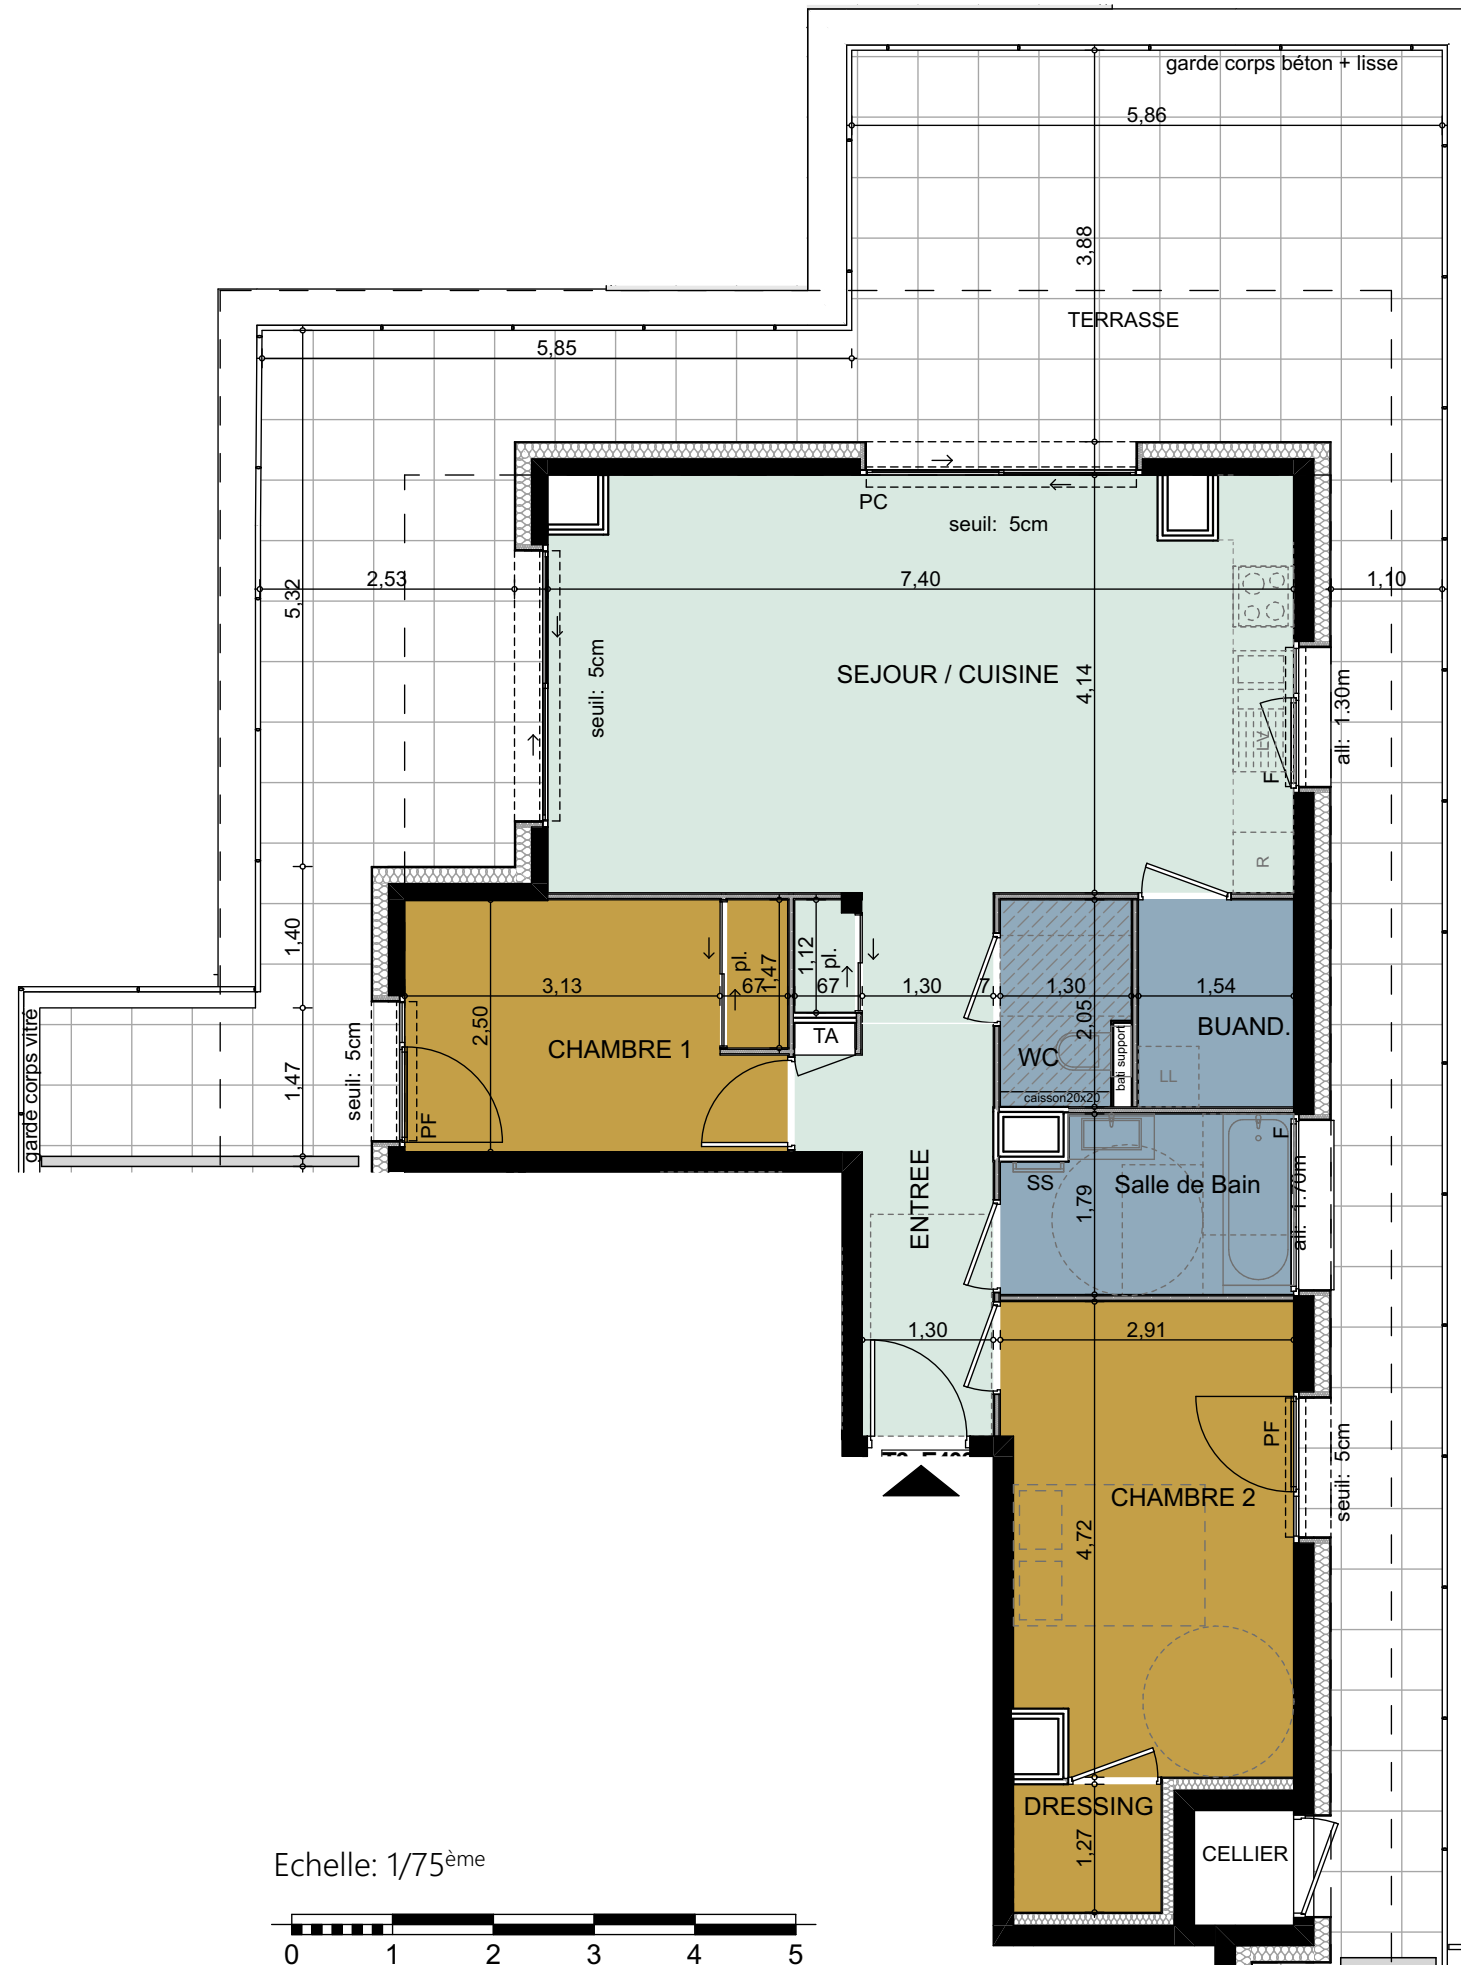 garde corps béton + lisse
5,86
3,88
TERRASSE
5,85
PC
seuil: 5cm
2,53
5,32
7,40
1,10
seuil: 5cm
SEJOUR / CUISINE
4,14
all: 1.30m
LV
F
R
1,40
3,13
pl.
67
1,47
1,12
pl.
67
1,30
7
1,30
2,05
1,54
BUAND.
2,50
CHAMBRE 1
TA
WC
bati support
LL
caisson20x20
garde corps vitré
1,47
seuil: 5cm
PF
F
SS
Salle de Bain
1,79
all: 1.70m
ENTREE
1,30
2,91
PF
seuil: 5cm
CHAMBRE 2
4,72
DRESSING
1,27
CELLIER
Echelle: 1/75ème
0 1 2 3 4 5